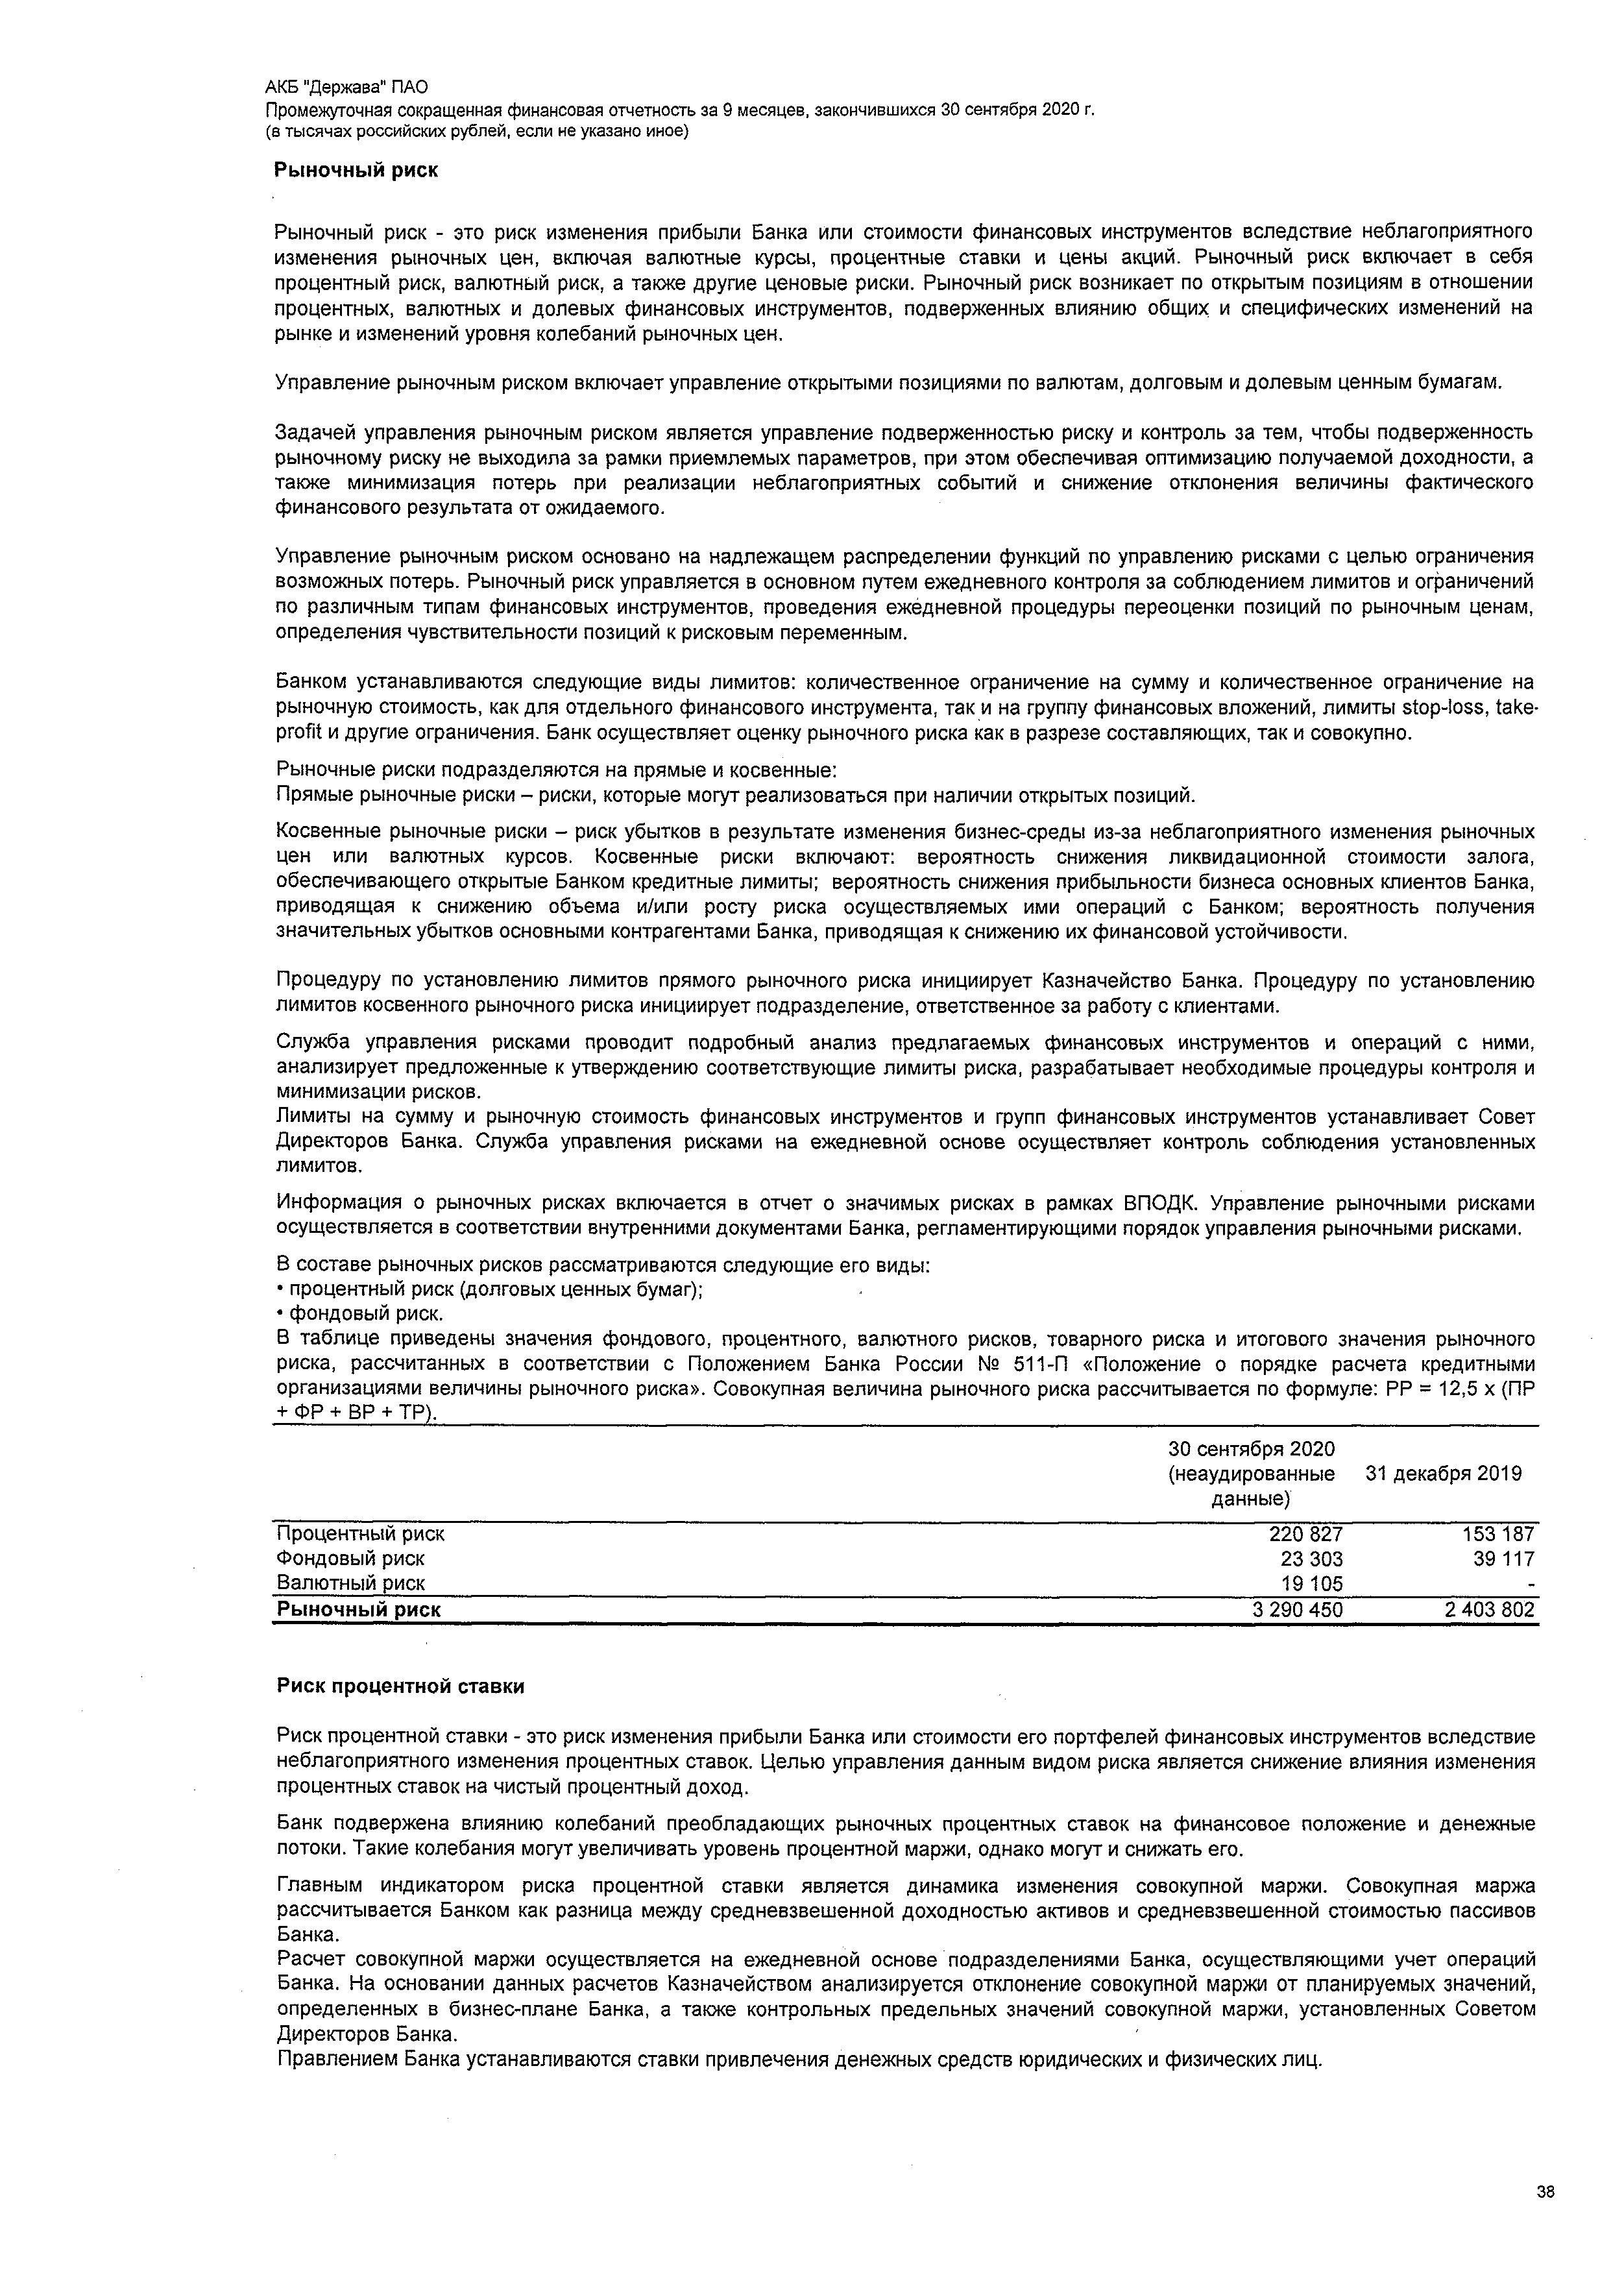 АКБ "Держава" ПАО
Промежуточная сокращенная финансовая отчетность за 9 месяцев, закончившихся 30 сентября 2020 г.
(в тысячах российских рублей, если не указано иное)
Рыночный риск
Рыночный риск - это риск изменения прибыли Банка или стоимости финансовых инструментов вследствие неблагоприятного
изменения рыночных цен, включая валютные курсы, процентные ставки и цены акций. Рыночный риск включает в себя
процентный риск, валютный риск, а также другие ценовые риски. Рыночный риск возникает по открытым позициям в отношении
процентных, валютных и долевых финансовых инструментов, подверженных влиянию общих и специфических изменений на
рынке и изменений уровня колебаний рыночных цен.
Управление рыночным риском включает управление открытыми позициями по валютам, долговым и долевым ценным бумагам.
Задачей управления рыночным риском является управление подверженностью риску и контроль за тем, чтобы подверженность
рыночному риску не выходила за рамки приемлемых параметров, при этом обеспечивая оптимизацию получаемой доходности, а
также минимизация потерь при реализации неблагоприятных событий и снижение отклонения величины фактического
финансового результата от ожидаемого.
Управление рыночным риском основано на надлежащем распределении функций по управлению рисками с целью ограничения
возможных потерь. Рыночный риск управляется в основном путем ежедневного контроля за соблюдением лимитов и ограничений
по различным типам финансовых инструментов, проведения ежедневной процедуры переоценки позиций по рыночным ценам,
определения чувствительности позиций к рисковым переменным.
Банком устанавливаются следующие виды лимитов: количественное ограничение на сумму и количественное ограничение на
рыночную стоимость, как для отдельного финансового инструмента, так и на группу финансовых вложений, лимиты stop-loss, take-
profit и другие ограничения. Банк осуществляет оценку рыночного риска как в разрезе составляющих, так и совокупно.
Рыночные риски подразделяются на прямые и косвенные:
Прямые рыночные риски – риски, которые могут реализоваться при наличии открытых позиций.
Косвенные рыночные риски – риск убытков в результате изменения бизнес-среды из-за неблагоприятного изменения рыночных
цен или валютных курсов. Косвенные риски включают: вероятность снижения ликвидационной стоимости залога,
обеспечивающего открытые Банком кредитные лимиты; вероятность снижения прибыльности бизнеса основных клиентов Банка,
приводящая к снижению объема и/или росту риска осуществляемых ими операций с Банком; вероятность получения
значительных убытков основными контрагентами Банка, приводящая к снижению их финансовой устойчивости.
Процедуру по установлению лимитов прямого рыночного риска инициирует Казначейство Банка. Процедуру по установлению
лимитов косвенного рыночного риска инициирует подразделение, ответственное за работу с клиентами.
Служба управления рисками проводит подробный анализ предлагаемых финансовых инструментов и операций с ними,
анализирует предложенные к утверждению соответствующие лимиты риска, разрабатывает необходимые процедуры контроля и
минимизации рисков.
Лимиты на сумму и рыночную стоимость финансовых инструментов и групп финансовых инструментов устанавливает Совет
Директоров Банка. Служба управления рисками на ежедневной основе осуществляет контроль соблюдения установленных
лимитов.
Информация о рыночных рисках включается в отчет о значимых рисках в рамках ВПОДК. Управление рыночными рисками
осуществляется в соответствии внутренними документами Банка, регламентирующими порядок управления рыночными рисками.
В составе рыночных рисков рассматриваются следующие его виды:
• процентный риск (долговых ценных бумаг);
• фондовый риск.
В таблице приведены значения фондового, процентного, валютного рисков, товарного риска и итогового значения рыночного
риска, рассчитанных в соответствии с Положением Банка России № 511-П «Положение о порядке расчета кредитными
организациями величины рыночного риска». Совокупная величина рыночного риска рассчитывается по формуле: РР = 12,5 x (ПР
+ ФР + ВР + ТР).
30 сентября 2020
(неаудированные 31 декабря 2019
данные)
Процентный риск 220 827 153 187
Фондовый риск 23 303 39 117
Валютный риск 19 105 -
Рыночный риск 3 290 450 2 403 802
Риск процентной ставки
Риск процентной ставки - это риск изменения прибыли Банка или стоимости его портфелей финансовых инструментов вследствие
неблагоприятного изменения процентных ставок. Целью управления данным видом риска является снижение влияния изменения
процентных ставок на чистый процентный доход.
Банк подвержена влиянию колебаний преобладающих рыночных процентных ставок на финансовое положение и денежные
потоки. Такие колебания могут увеличивать уровень процентной маржи, однако могут и снижать его.
Главным индикатором риска процентной ставки является динамика изменения совокупной маржи. Совокупная маржа
рассчитывается Банком как разница между средневзвешенной доходностью активов и средневзвешенной стоимостью пассивов
Банка.
Расчет совокупной маржи осуществляется на ежедневной основе подразделениями Банка, осуществляющими учет операций
Банка. На основании данных расчетов Казначейством анализируется отклонение совокупной маржи от планируемых значений,
определенных в бизнес-плане Банка, а также контрольных предельных значений совокупной маржи, установленных Советом
Директоров Банка.
Правлением Банка устанавливаются ставки привлечения денежных средств юридических и физических лиц.
38